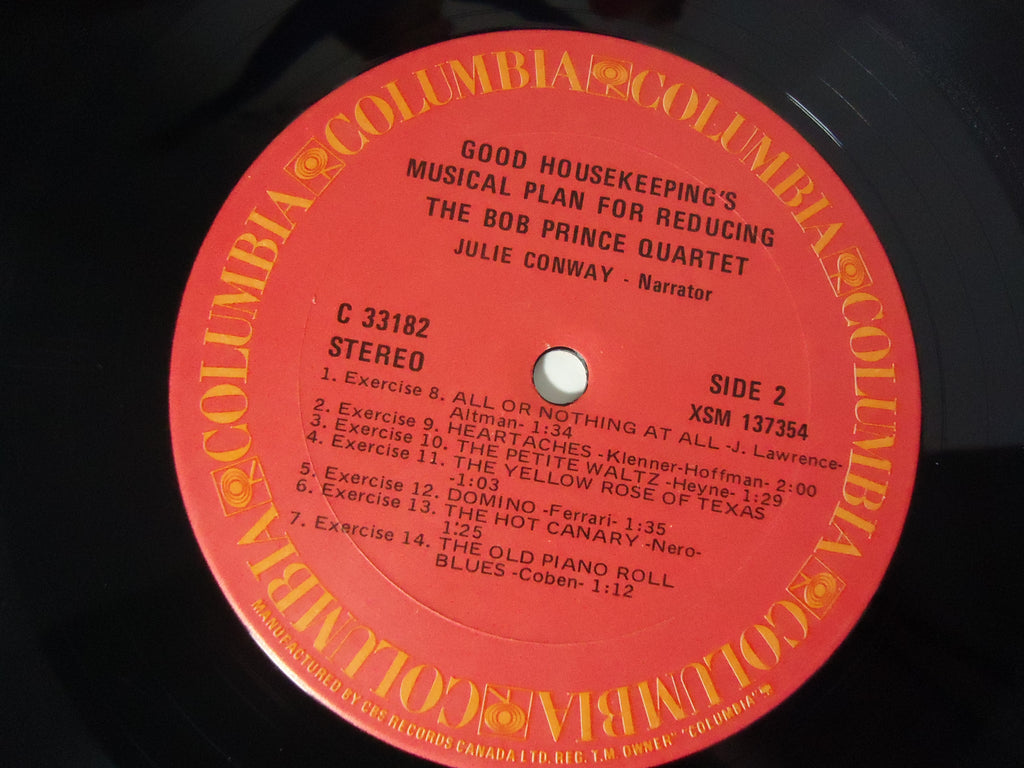 COLUMBIA COLUMBIA COLUMBIA COLUMBIA COLUMBIA COLUMBIA COLUMBIA
GOOD HOUSEKEEPING'S
MUSICAL PLAN FOR REDUCING
THE BOB PRINCE QUARTET
JULIE CONWAY - Narrator
C 33182
STEREO
SIDE 2
XSM 137354
1. Exercise 8. ALL OR NOTHING AT ALL -J. Lawrence-
Altman- 1:34
2. Exercise 9. HEARTACHES -Klenner-Hoffman- 2:00
3. Exercise 10. THE PETITE WALTZ -Heyne- 1:29
4. Exercise 11. THE YELLOW ROSE OF TEXAS
-1:03
5. Exercise 12. DOMINO -Ferrari- 1:35
6. Exercise 13. THE HOT CANARY -Nero-
1:25
7. Exercise 14. THE OLD PIANO ROLL
BLUES -Coben- 1:12
MANUFACTURED BY CBS RECORDS CANADA LTD. REG. T.M. OWNER" "COLUMBIA",